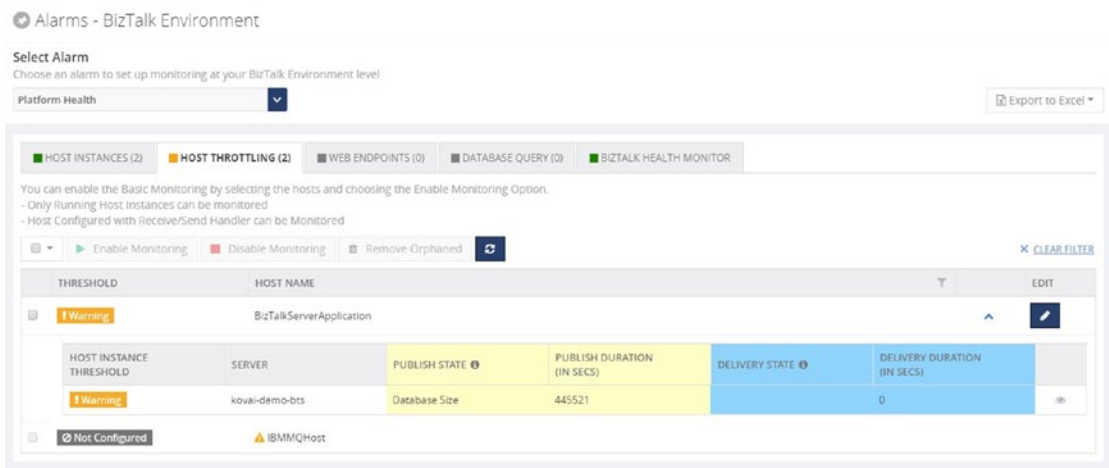 Alarms - BizTalk Environment
Select Alarm
Choose an alarm to set up monitoring at your BizTalk Environment level
Platform Health
Export to Excel
HOST INSTANCES (2) HOST THROTTLING (2) WEB ENDPOINTS (0) DATABASE QUERY (0) BIZTALK HEALTH MONITOR
You can enable the Basic Monitoring by selecting the hosts and choosing the Enable Monitoring Option.
- Only Running Host Instances can be monitored
- Host Configured with Receive/Send Handler can be Monitored
Enable Monitoring Disable Monitoring Remove Orphaned CLEAR FILTER
THRESHOLD HOST NAME EDIT
Warning BizTalkServerApplication
HOST INSTANCE THRESHOLD SERVER PUBLISH STATE PUBLISH DURATION (IN SECS) DELIVERY STATE DELIVERY DURATION (IN SECS)
Warning kovai-demo-bts Database Size 445521 0
Not Configured IBMMQHost